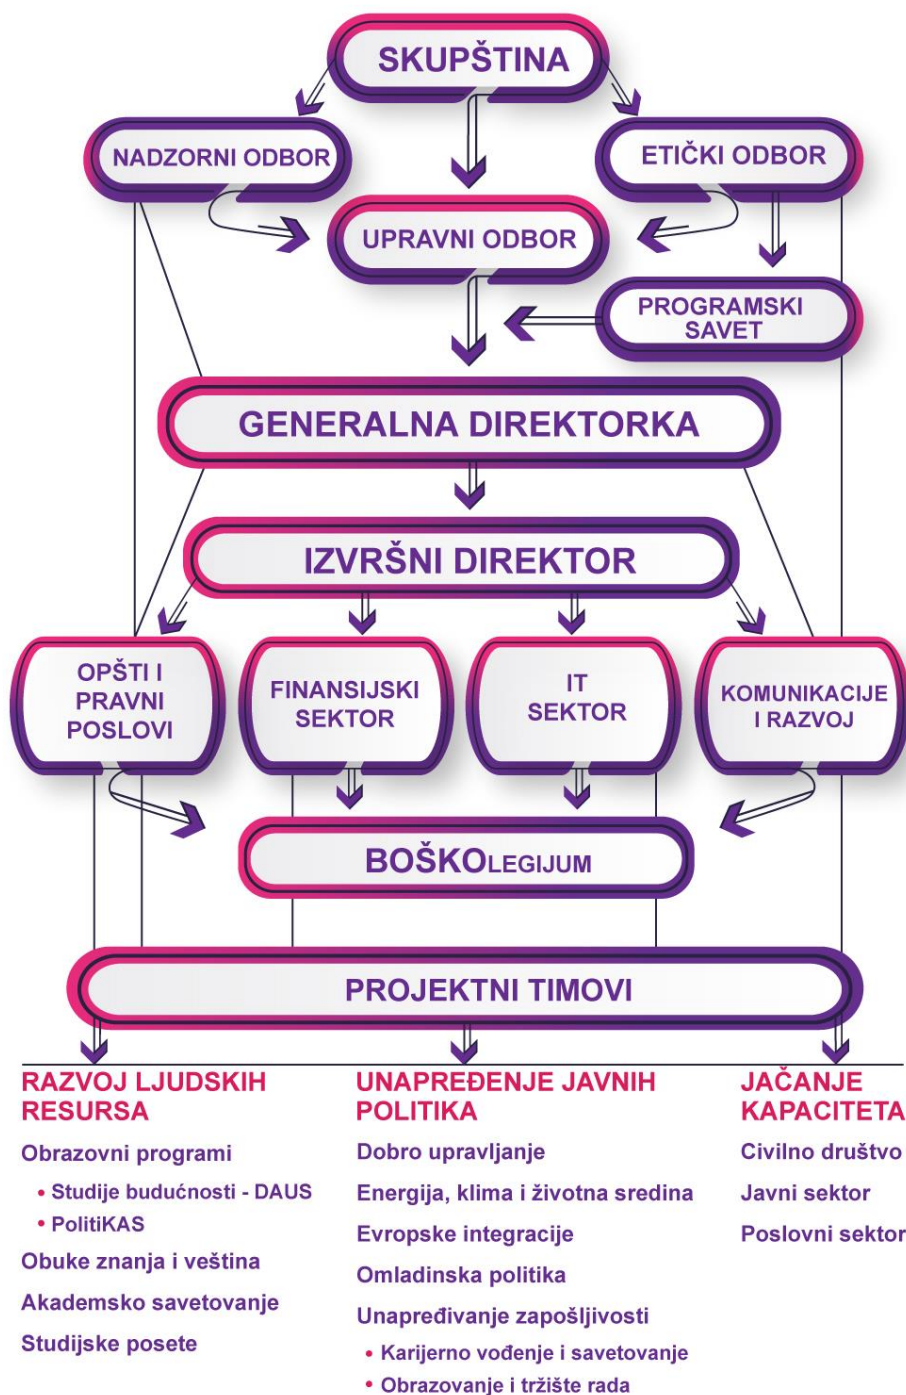 SKUPŠTINA
NADZORNI ODBOR
ETIČKI ODBOR
UPRAVNI ODBOR
PROGRAMSKI
SAVET
GENERALNA DIREKTORKA
IZVRŠNI DIREKTOR
OPŠTI I
PRAVNI
POSLOVI
FINANSIJSKI
SEKTOR
IT
SEKTOR
KOMUNIKACIJE
I RAZVOJ
BOŠKOLEGIJUM
PROJEKTNI TIMOVI
RAZVOJ LJUDSKIH
RESURSA
Obrazovni programi
• Studije budućnosti - DAUS
• PolitiKAS
Obuke znanja i veština
Akademsko savetovanje
Studijske posete
UNAPREĐENJE JAVNIH
POLITIKA
Dobro upravljanje
Energija, klima i životna sredina
Evropske integracije
Omladinska politika
Unapređivanje zapošljivosti
• Karijerno vođenje i savetovanje
• Obrazovanje i tržište rada
JAČANJE
KAPACITETA
Civilno društvo
Javni sektor
Poslovni sektor